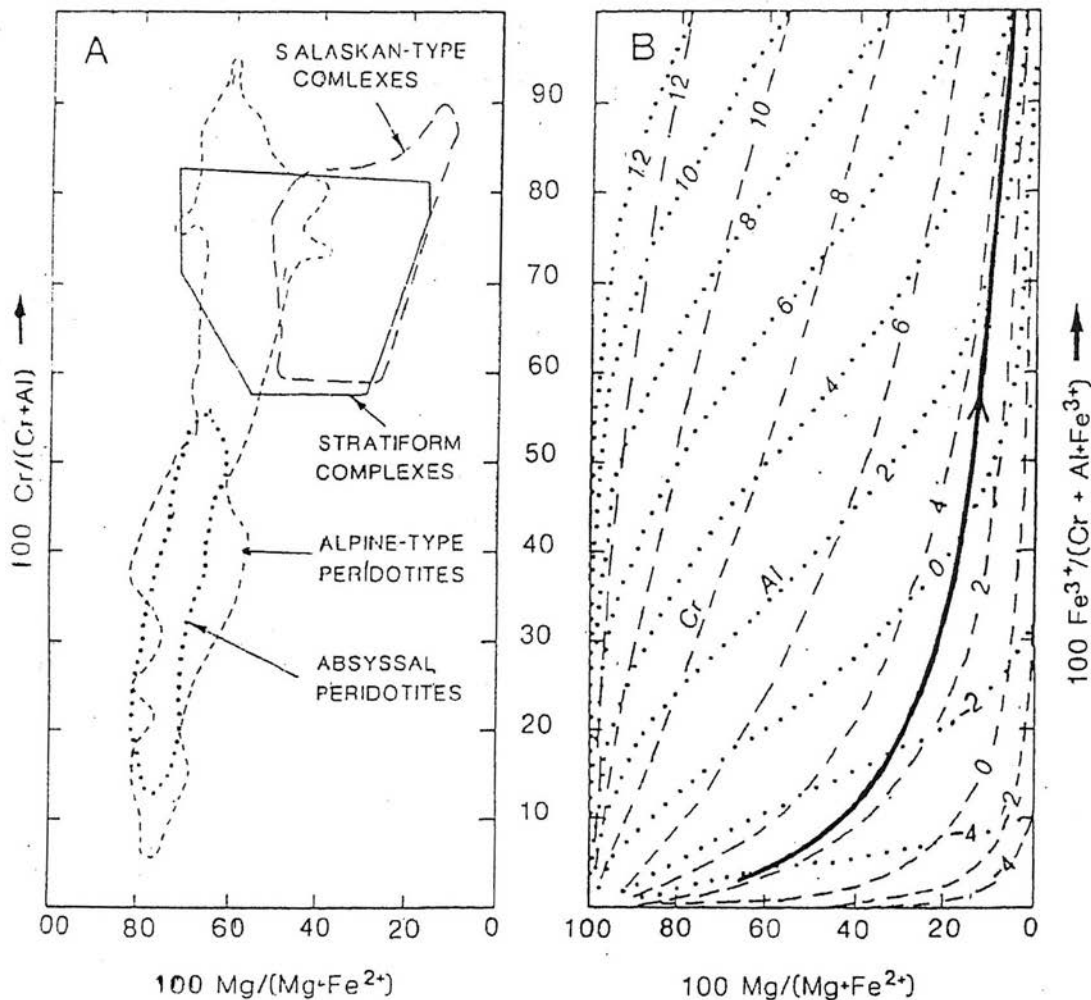 A
S ALASKAN-TYPE
COMLEXES
STRATIFORM
COMPLEXES
ALPINE-TYPE
PERIDOTITES
ABSYSSAL
PERIDOTITES
100 Cr/(Cr+Al)
00 80 60 40 20 0
100 Mg/(Mg+Fe2+)
90
80
70
60
50
40
30
20
10
B
12
12
10
10
8
8
6
6
4
4
2
2
0
0
-2
-2
-4
-4
Cr
Al
100 80 60 40 20 0
100 Mg/(Mg+Fe2+)
100 Fe3+/(Cr + Al+Fe3+)